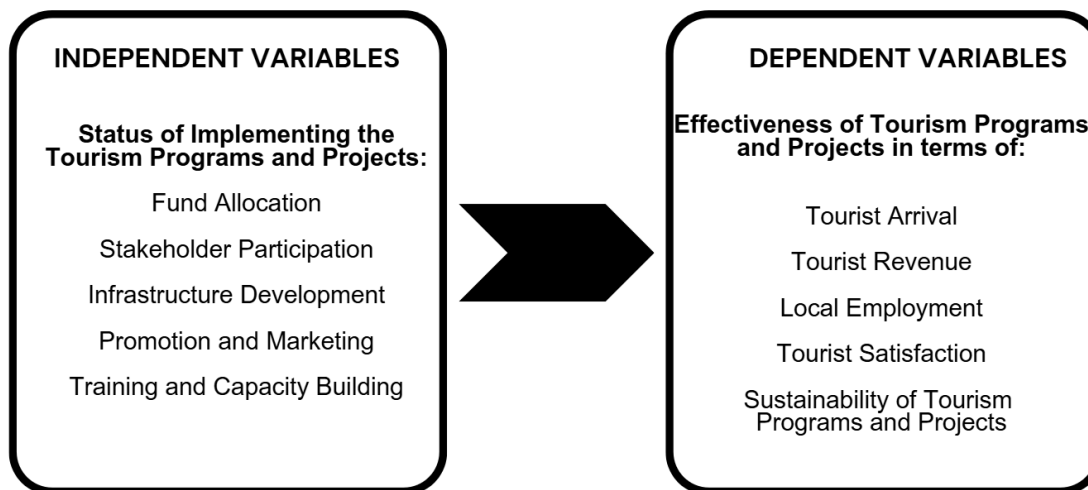 INDEPENDENT VARIABLES
Status of Implementing the
Tourism Programs and Projects:
Fund Allocation
Stakeholder Participation
Infrastructure Development
Promotion and Marketing
Training and Capacity Building
DEPENDENT VARIABLES
Effectiveness of Tourism Programs
and Projects in terms of:
Tourist Arrival
Tourist Revenue
Local Employment
Tourist Satisfaction
Sustainability of Tourism
Programs and Projects